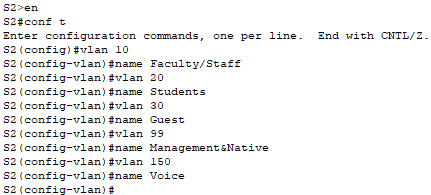 S2>en
S2#conf t
Enter configuration commands, one per line.  End with CNTL/Z.
S2(config)#vlan 10
S2(config-vlan)#name Faculty/Staff
S2(config-vlan)#vlan 20
S2(config-vlan)#name Students
S2(config-vlan)#vlan 30
S2(config-vlan)#name Guest
S2(config-vlan)#vlan 99
S2(config-vlan)#name Management&Native
S2(config-vlan)#vlan 150
S2(config-vlan)#name Voice
S2(config-vlan)#